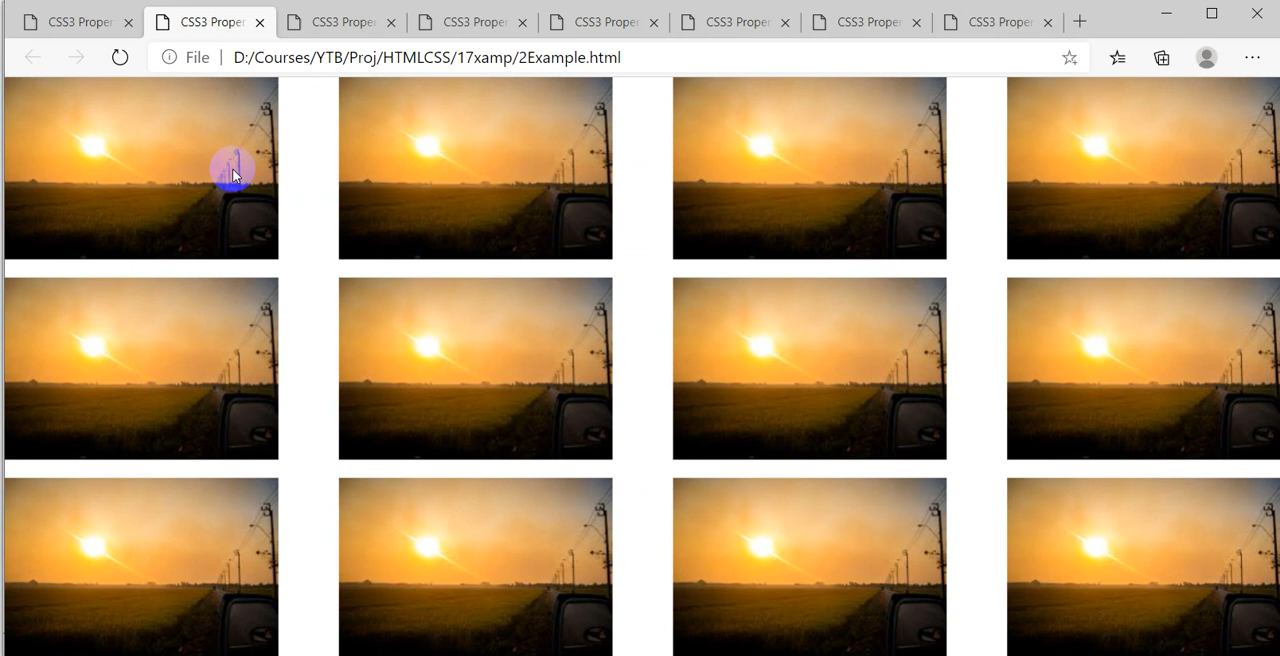 CSS3 Proper CSS3 Proper CSS3 Proper CSS3 Proper CSS3 Proper CSS3 Proper CSS3 Proper CSS3 Proper
File | D:/Courses/YTB/Proj/HTMLCSS/17xamp/2Example.html